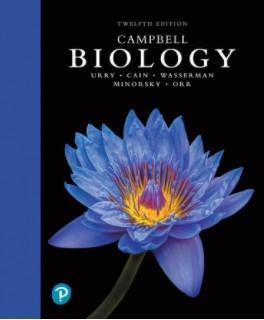 TWELFTH EDITION
CAMPBELL
BIOLOGY
URRY • CAIN • WASSERMAN
MINORSKY • ORR
P